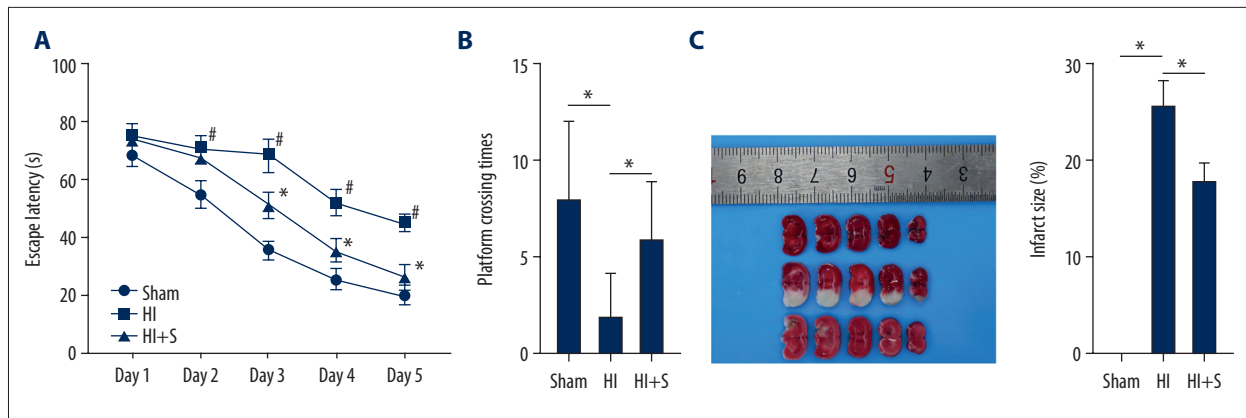 A
Escape latency (s)
100
80
60
40
20
0
#
#
#
#
*
*
*
Sham
HI
HI+S
Day 1
Day 2
Day 3
Day 4
Day 5
B
Platform crossing times
15
10
5
0
*
*
Sham
HI
HI+S
C
9
8
7
6
5
4
3
mm
Infarct size (%)
30
20
10
0
*
*
Sham
HI
HI+S